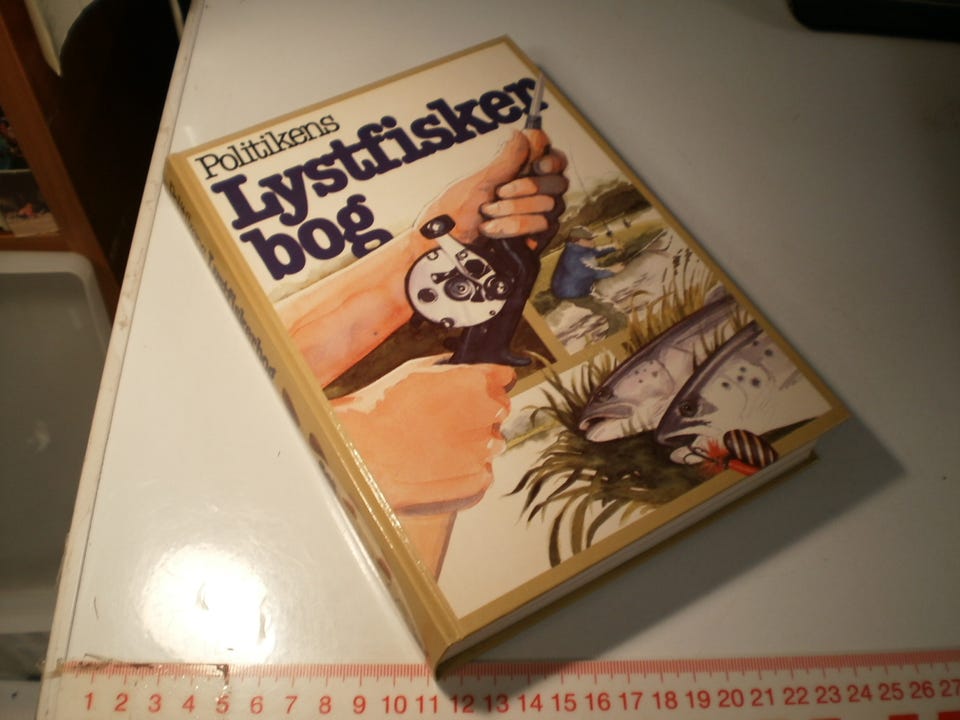 Politikens
Lystfisker
bog
Politikens Lystfiskerbog
1 2 3 4 5 6 7 8 9 10 11 12 13 14 15 16 17 18 19 20 21 22 23 24 25 26 27